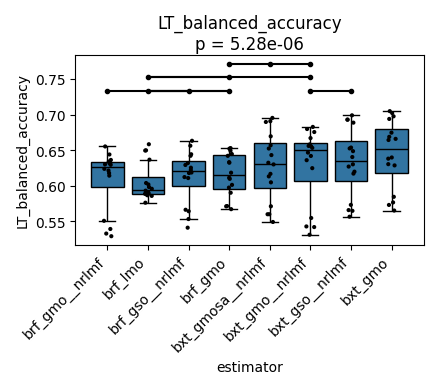 LT_balanced_accuracy
p = 5.28e-06
LT_balanced_accuracy
0.75
0.70
0.65
0.60
0.55
brf_gmo__nrlmf
brf_lmo
brf_gso__nrlmf
brf_gmo
bxt_gmosa__nrlmf
bxt_gmo__nrlmf
bxt_gso__nrlmf
bxt_gmo
estimator